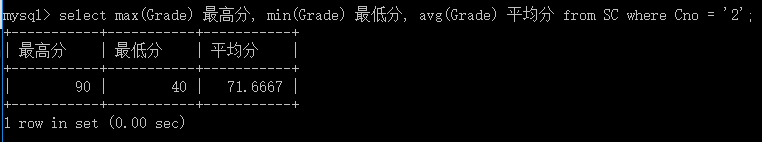 mysql> select max(Grade) 最高分, min(Grade) 最低分, avg(Grade) 平均分 from SC where Cno = '2';
+-----------+-----------+-----------+
| 最高分 | 最低分 | 平均分 |
+-----------+-----------+-----------+
| 90 | 40 | 71.6667 |
+-----------+-----------+-----------+
1 row in set (0.00 sec)